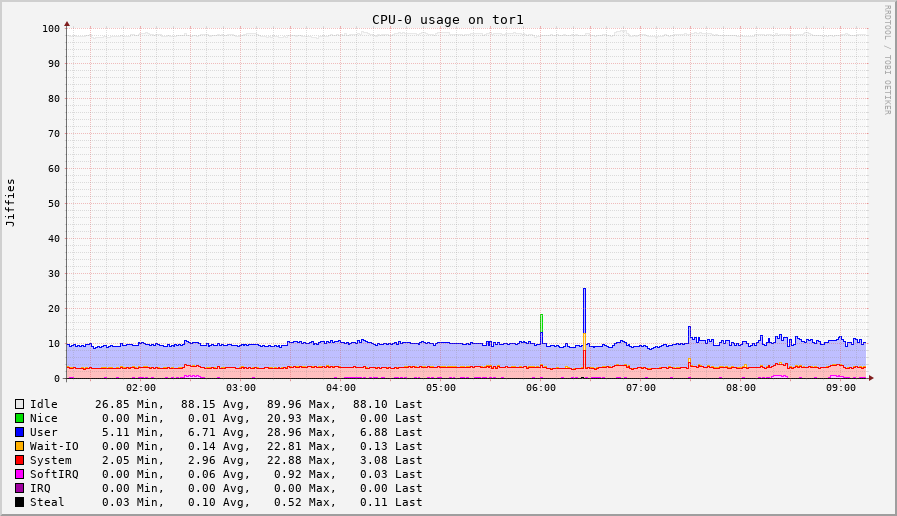 CPU-0 usage on tor1
RRDTOOL / TOBI OETIKER
Jiffies
100
90
80
70
60
50
40
30
20
10
0
02:00 03:00 04:00 05:00 06:00 07:00 08:00 09:00
Idle 26.85 Min, 88.15 Avg, 89.96 Max, 88.10 Last
Nice 0.00 Min, 0.01 Avg, 20.93 Max, 0.00 Last
User 5.11 Min, 6.71 Avg, 28.96 Max, 6.88 Last
Wait-IO 0.00 Min, 0.14 Avg, 22.81 Max, 0.13 Last
System 2.05 Min, 2.96 Avg, 22.88 Max, 3.08 Last
SoftIRQ 0.00 Min, 0.06 Avg, 0.92 Max, 0.03 Last
IRQ 0.00 Min, 0.00 Avg, 0.00 Max, 0.00 Last
Steal 0.03 Min, 0.10 Avg, 0.52 Max, 0.11 Last